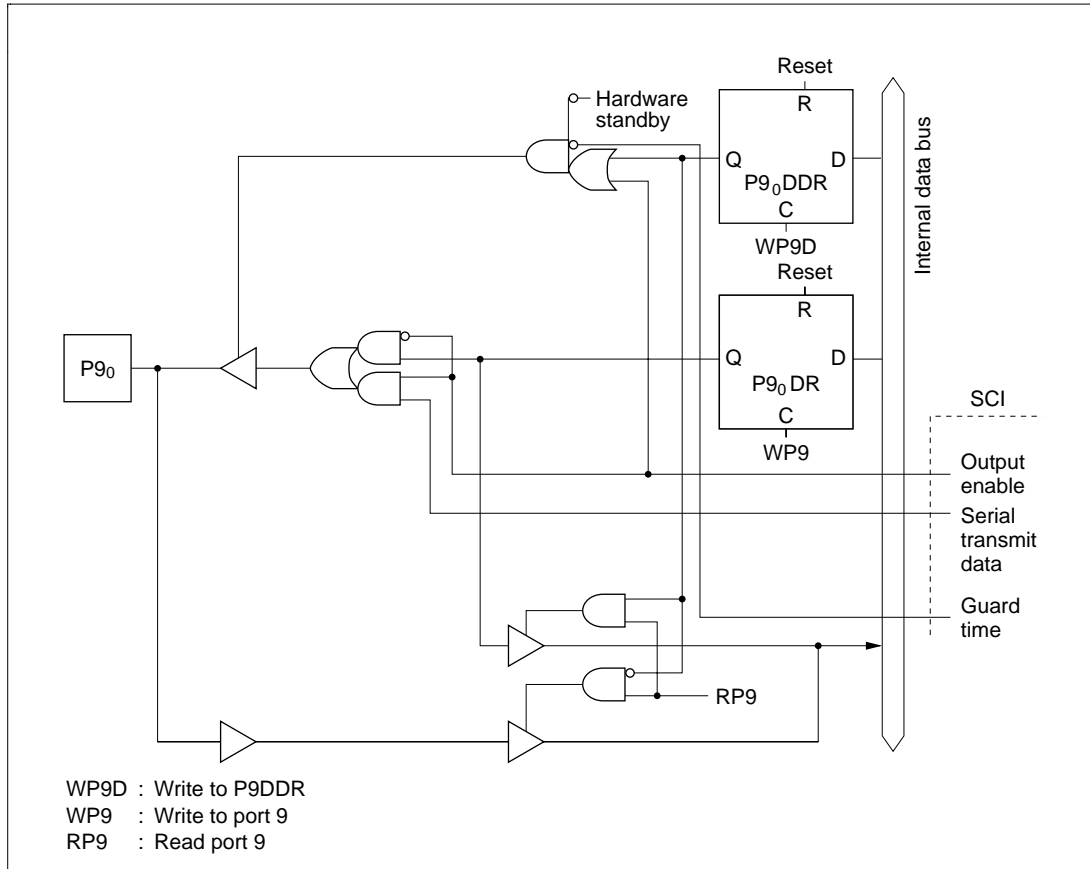 Reset
Hardware
standby
R
Q
D
P9₀DDR
C
WP9D
Internal data bus
Reset
R
P9₀
Q
D
P9₀DR
C
WP9
SCI
Output
enable
Serial
transmit
data
Guard
time
RP9
WP9D : Write to P9DDR
WP9 : Write to port 9
RP9 : Read port 9